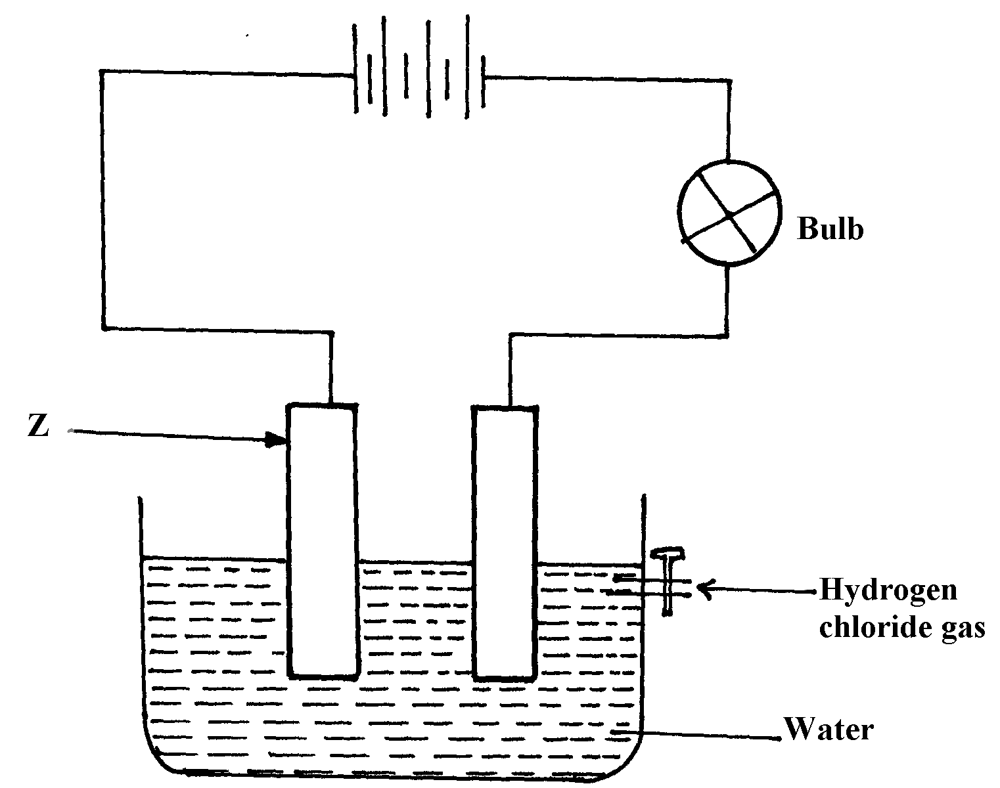 Bulb
Z
Hydrogen
chloride gas
Water